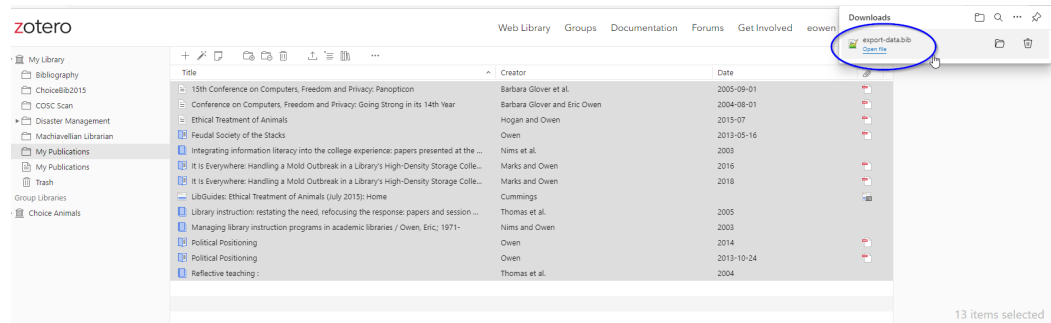 zotero
Web Library Groups Documentation Forums Get Involved eowen
Downloads
export-data.bib
Open file
My Library
Bibliography
ChoiceBib2015
COSC Scan
Disaster Management
Machiavellian Librarian
My Publications
My Publications
Trash
Group Libraries
Choice Animals
Title Creator Date
15th Conference on Computers, Freedom and Privacy: Panopticon Barbara Glover et al. 2005-09-01
Conference on Computers, Freedom and Privacy: Going Strong in its 14th Year Barbara Glover and Eric Owen 2004-08-01
Ethical Treatment of Animals Hogan and Owen 2015-07
Feudal Society of the Stacks Owen 2013-05-16
Integrating information literacy into the college experience: papers presented at the ... Nims et al. 2003
It Is Everywhere: Handling a Mold Outbreak in a Library's High-Density Storage Colle... Marks and Owen 2016
It Is Everywhere: Handling a Mold Outbreak in a Library's High-Density Storage Colle... Marks and Owen 2018
LibGuides: Ethical Treatment of Animals (July 2015): Home Cummings
Library instruction: restating the need, refocusing the response: papers and session ... Thomas et al. 2005
Managing library instruction programs in academic libraries / Owen, Eric,; 1971- Nims and Owen 2003
Political Positioning Owen 2014
Political Positioning Owen 2013-10-24
Reflective teaching : Thomas et al. 2004
13 items selected